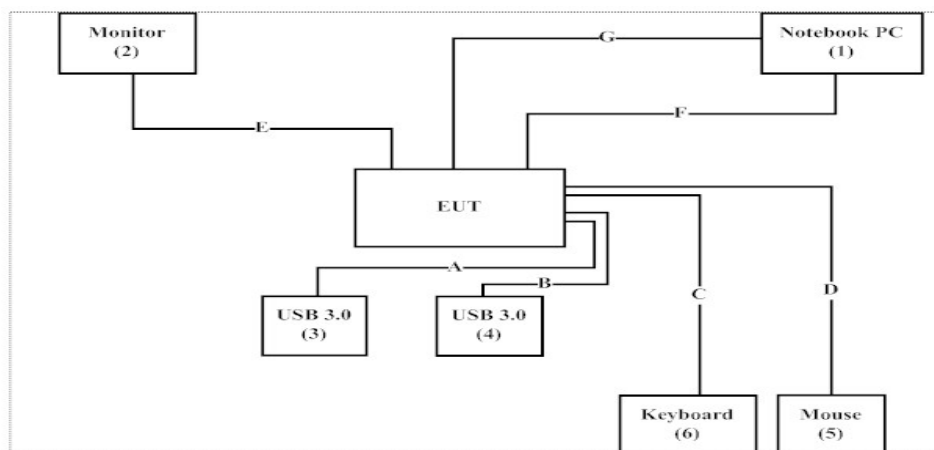 Monitor
(2)
G
Notebook PC
(1)
E
F
EUT
A
B
C
D
USB 3.0
(3)
USB 3.0
(4)
Keyboard
(6)
Mouse
(5)